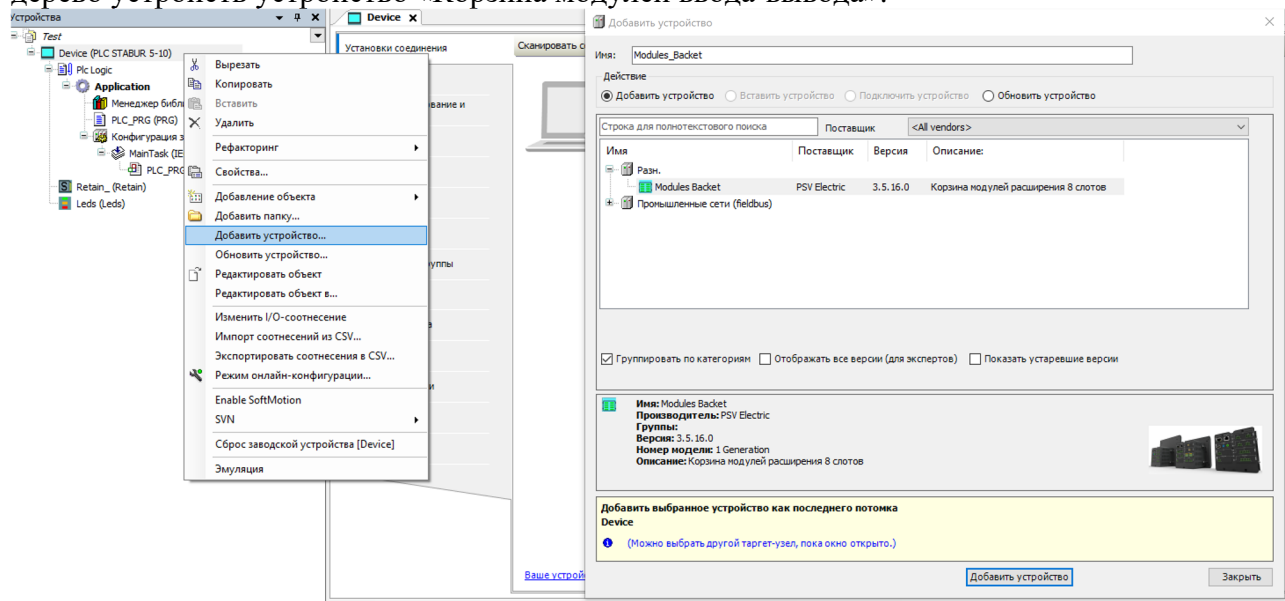 дерево устройств устройство «Корзина модулей ввода-вывода».
Устройства
Test
Device (PLC STABUR 5-10)
Plc Logic
Application
Менеджер библи
PLC_PRG (PRG)
Конфигурация з
MainTask (IE
PLC_PRG
Retain_ (Retain)
Leds (Leds)
Вырезать
Копировать
Вставить
Удалить
Рефакторинг
Свойства...
Добавление объекта
Добавить папку...
Добавить устройство...
Обновить устройство...
Редактировать объект
Редактировать объект в...
Изменить I/O-соотнесение
Импорт соотнесений из CSV...
Экспортировать соотнесения в CSV...
Режим онлайн-конфигурации...
Enable SoftMotion
SVN
Сброс заводской устройства [Device]
Эмуляция
Device
Установки соединения
Сканировать с
вание и
уппы
в
и
Ваше устрой
Добавить устройство
Имя: Modules_Backet
Действие
Добавить устройство Вставить устройство Подключить устройство Обновить устройство
Строка для полнотекстового поиска Поставщик <All vendors>
Имя Поставщик Версия Описание:
Разн.
Modules Backet PSV Electric 3.5.16.0 Корзина модулей расширения 8 слотов
Промышленные сети (fieldbus)
Группировать по категориям Отображать все версии (для экспертов) Показать устаревшие версии
Имя: Modules Backet
Производитель: PSV Electric
Группы:
Версия: 3.5.16.0
Номер модели: 1 Generation
Описание: Корзина модулей расширения 8 слотов
Добавить выбранное устройство как последнего потомка
Device
(Можно выбрать другой таргет-узел, пока окно открыто.)
Добавить устройство Закрыть